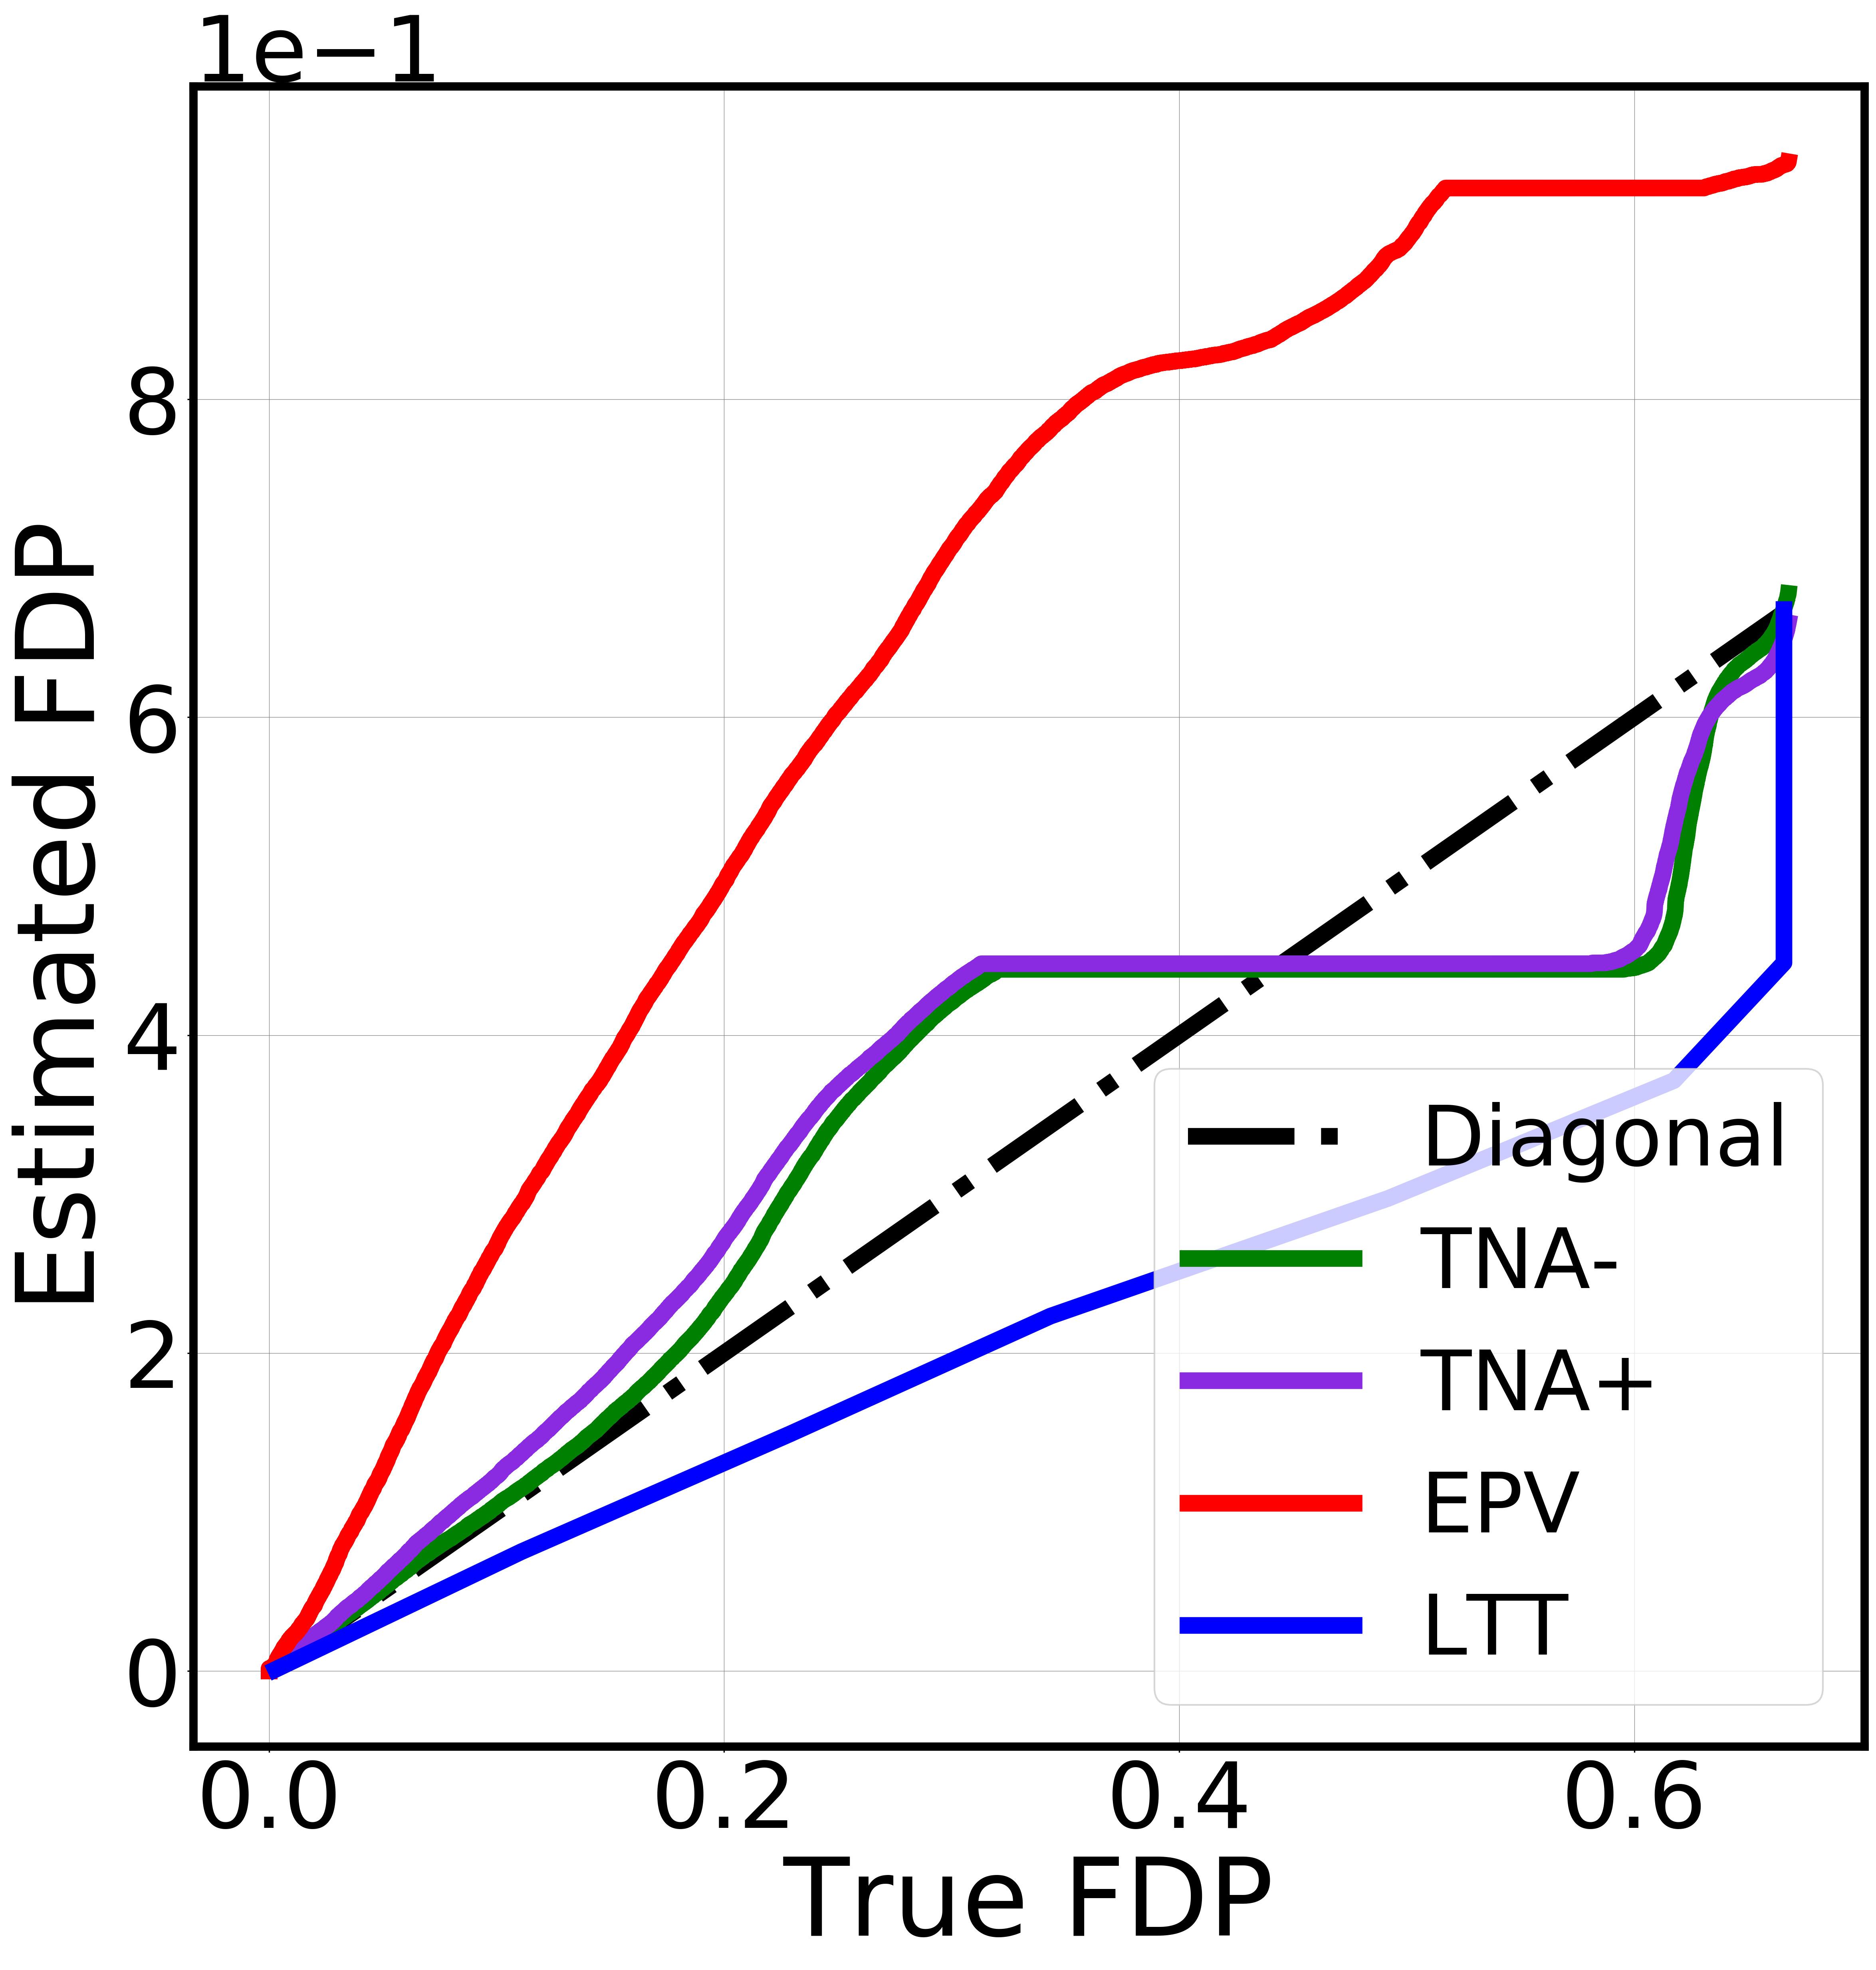 1e−1
Estimated FDP
8
6
4
2
0
Diagonal
TNA-
TNA+
EPV
LTT
0.0 0.2 0.4 0.6
True FDP